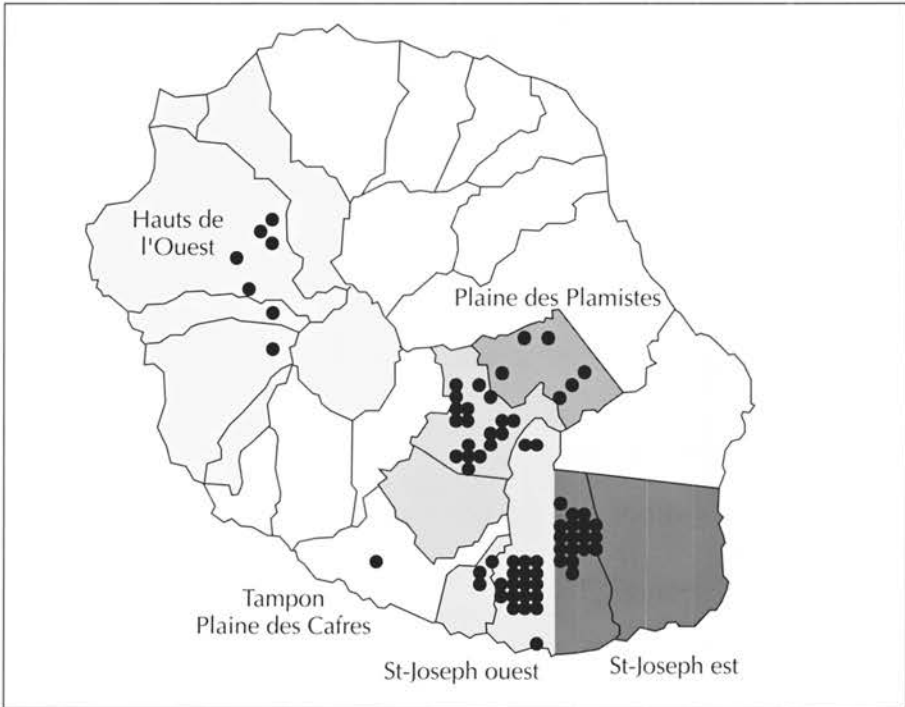 Hauts de
l'Ouest
Plaine des Plamistes
Tampon
Plaine des Cafres
St-Joseph ouest
St-Joseph est